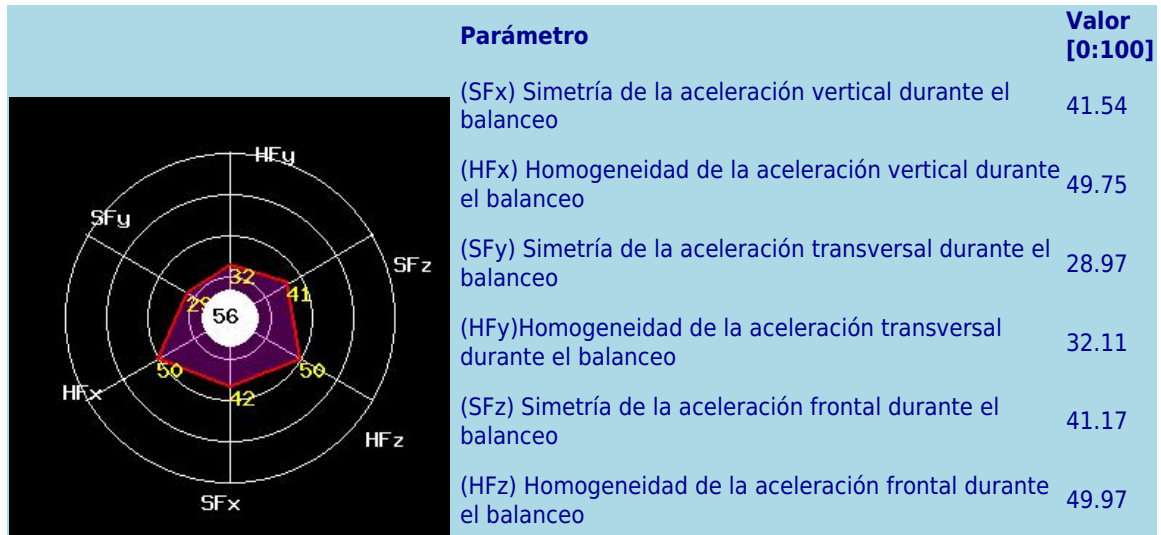 Parámetro
Valor
[0:100]
(SFx) Simetría de la aceleración vertical durante el
balanceo
41.54
(HFx) Homogeneidad de la aceleración vertical durante
el balanceo
49.75
(SFy) Simetría de la aceleración transversal durante el
balanceo
28.97
(HFy)Homogeneidad de la aceleración transversal
durante el balanceo
32.11
(SFz) Simetría de la aceleración frontal durante el
balanceo
41.17
(HFz) Homogeneidad de la aceleración frontal durante
el balanceo
49.97
HFy
SFy
SFz
32
41
29
56
50
50
42
HFx
HFz
SFx